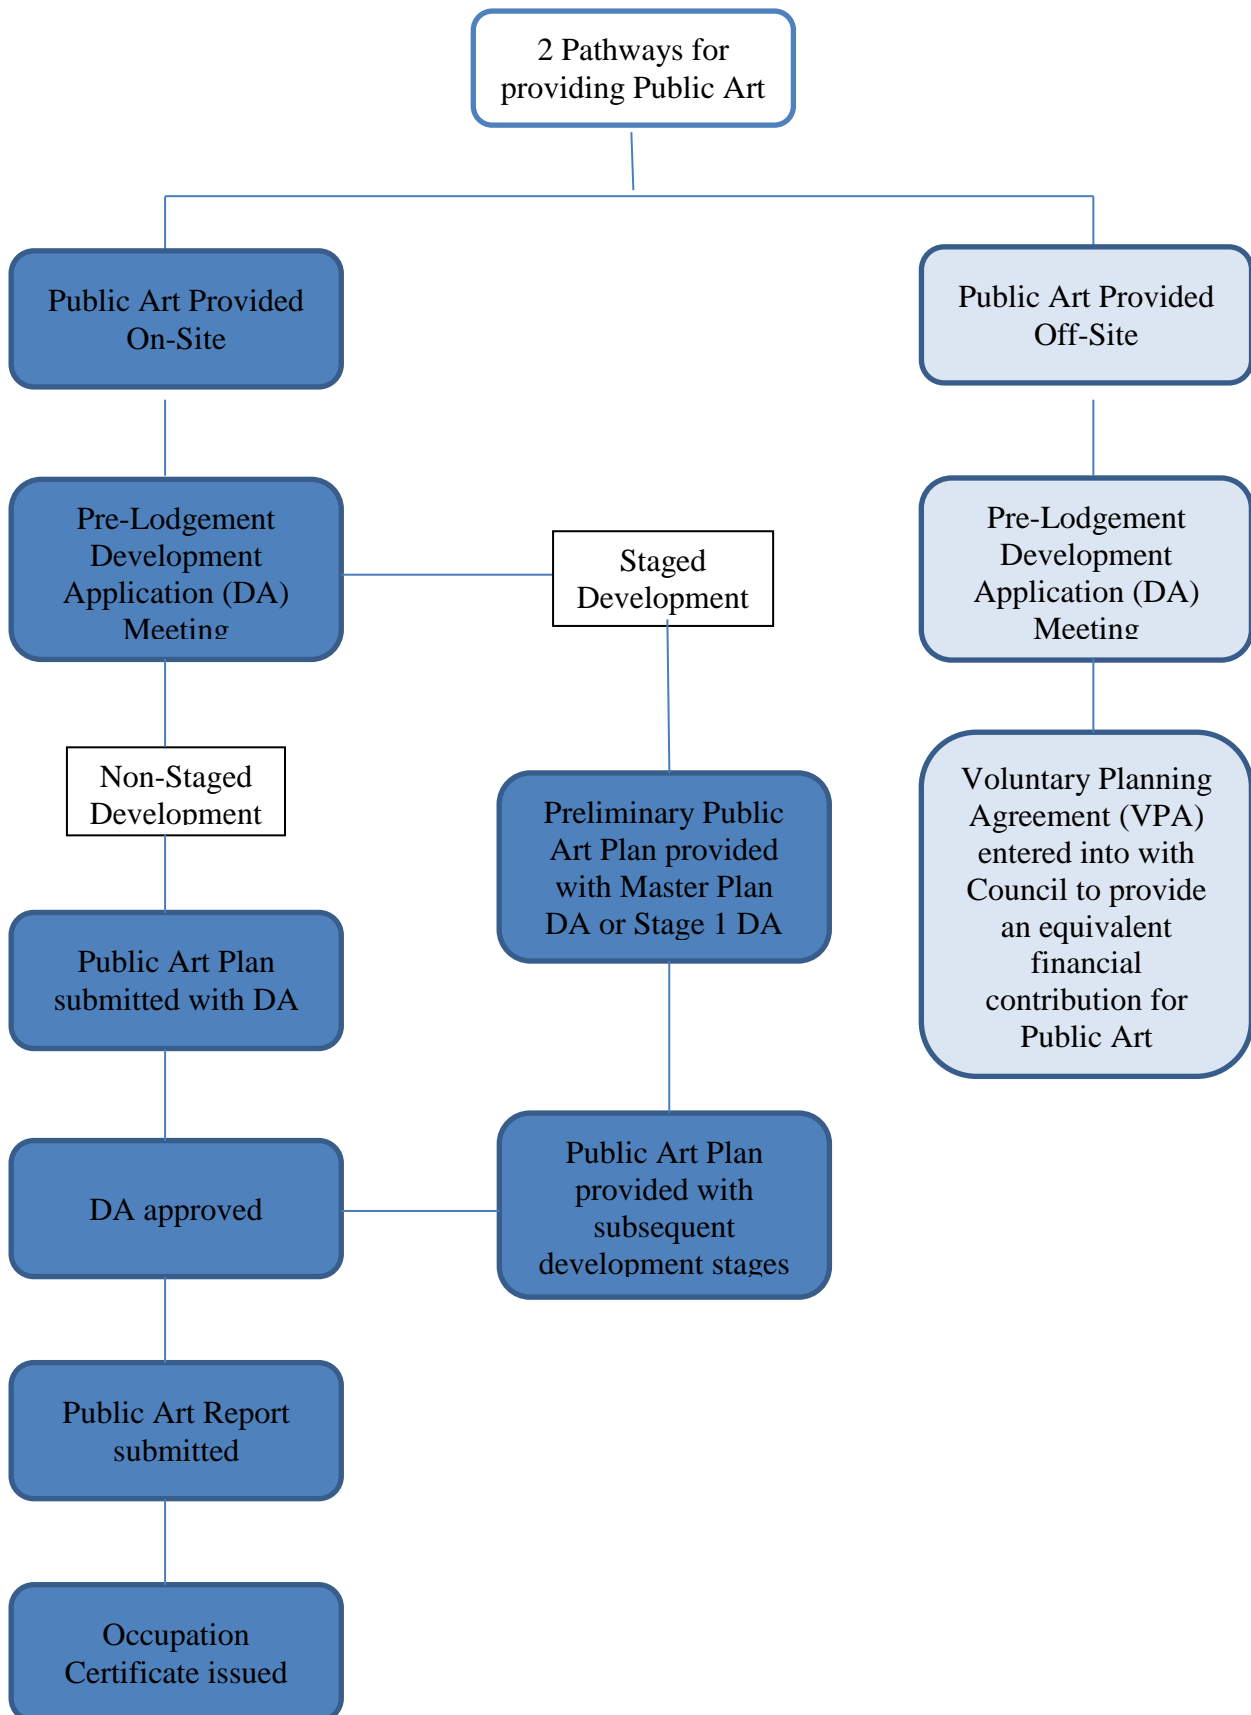 2 Pathways for
providing Public Art
Public Art Provided
On-Site
Public Art Provided
Off-Site
Pre-Lodgement
Development
Application (DA)
Meeting
Staged
Development
Pre-Lodgement
Development
Application (DA)
Meeting
Non-Staged
Development
Preliminary Public
Art Plan provided
with Master Plan
DA or Stage 1 DA
Voluntary Planning
Agreement (VPA)
entered into with
Council to provide
an equivalent
financial
contribution for
Public Art
Public Art Plan
submitted with DA
DA approved
Public Art Plan
provided with
subsequent
development stages
Public Art Report
submitted
Occupation
Certificate issued